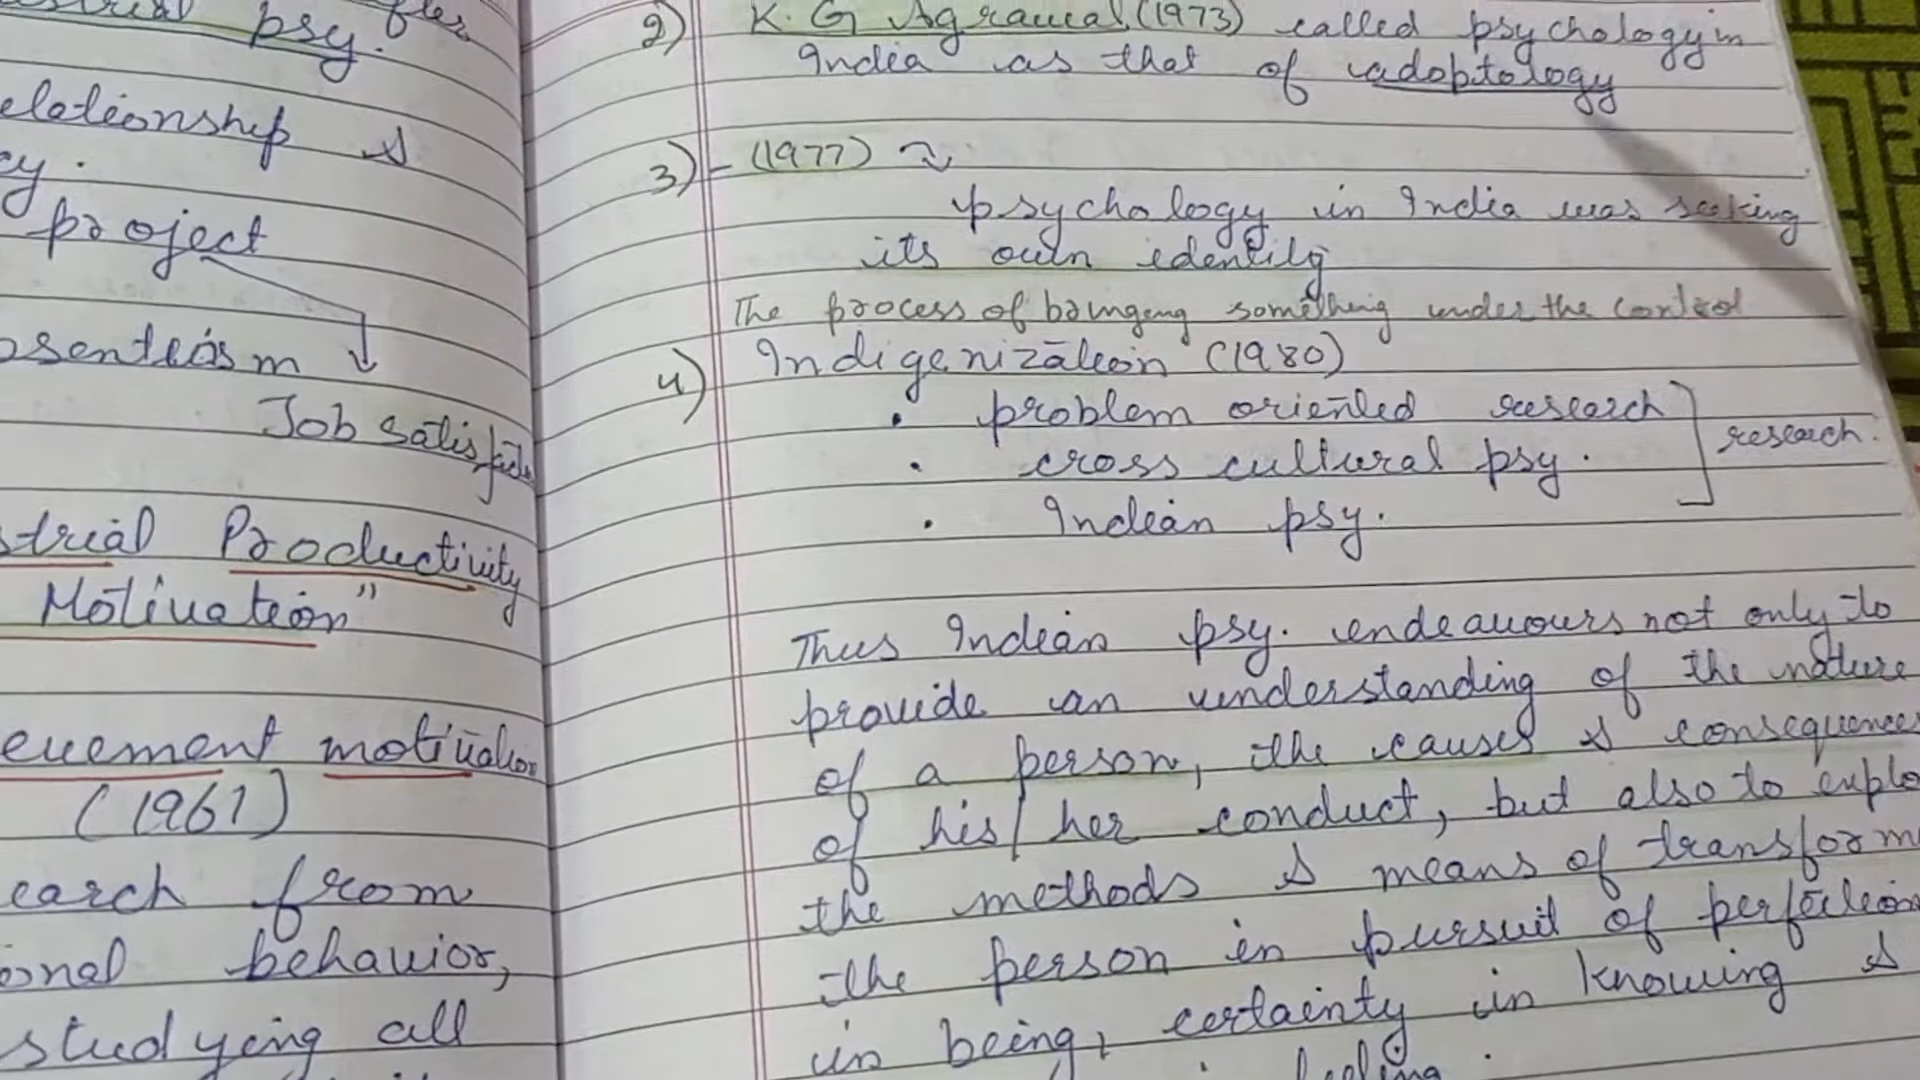 psy.
relationship &
cy.
project
osenteism
Job satisfac
strial Productivity
Motivation"
evement motivation
(1961)
earch from
onal behavior,
studying all
2) K. G Agrawal (1973) called psychology in
India as that of adoptology
3) - (1977) ~
psychology in India was seeking
its own identity
The process of bringing something under the control
4) Indigenization (1980)
• problem oriented research
• cross cultural psy.
• Indian psy.
research.
Thus Indian psy. endeavours not only to
provide an understanding of the nature
of a person, the causes & consequences
of his/her conduct, but also to explo
the methods & means of transform
the person in pursuit of perfection
in being, certainty in knowing &